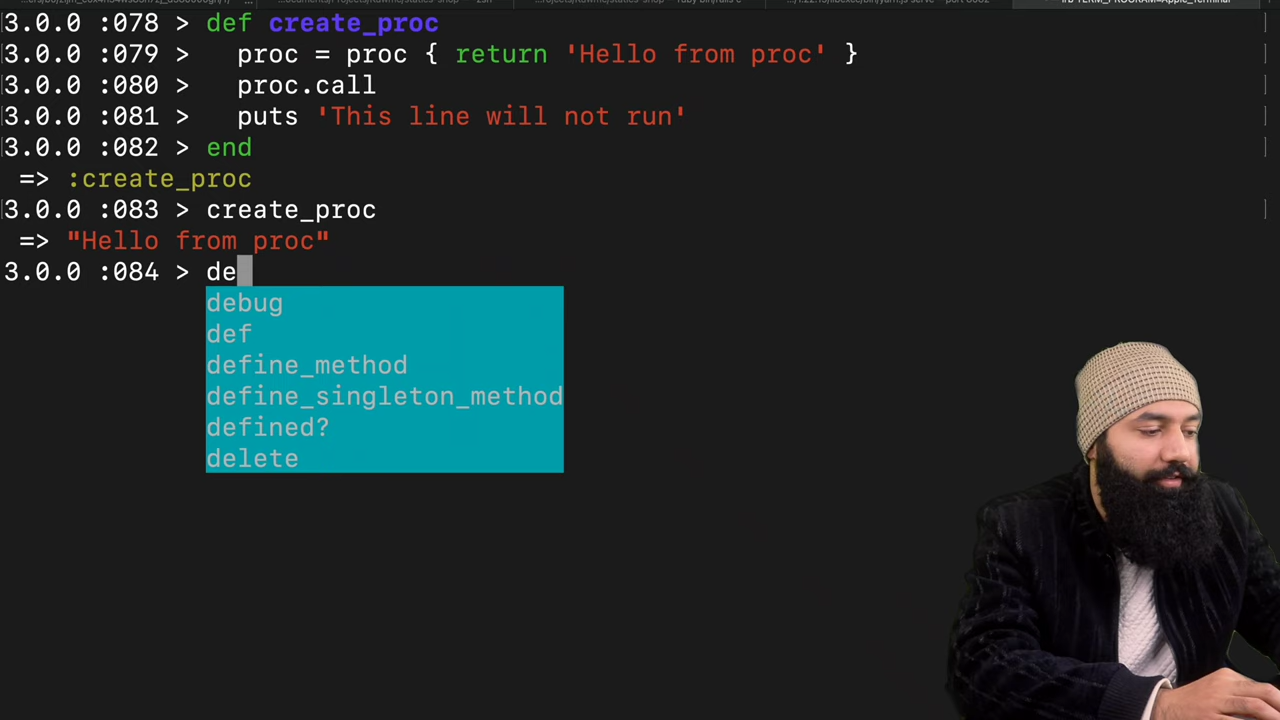 3.0.0 :078 > def create_proc
3.0.0 :079 >   proc = proc { return 'Hello from proc' }
3.0.0 :080 >   proc.call
3.0.0 :081 >   puts 'This line will not run'
3.0.0 :082 > end
=> :create_proc
3.0.0 :083 > create_proc
=> "Hello from proc"
3.0.0 :084 > de
debug
def
define_method
define_singleton_method
defined?
delete